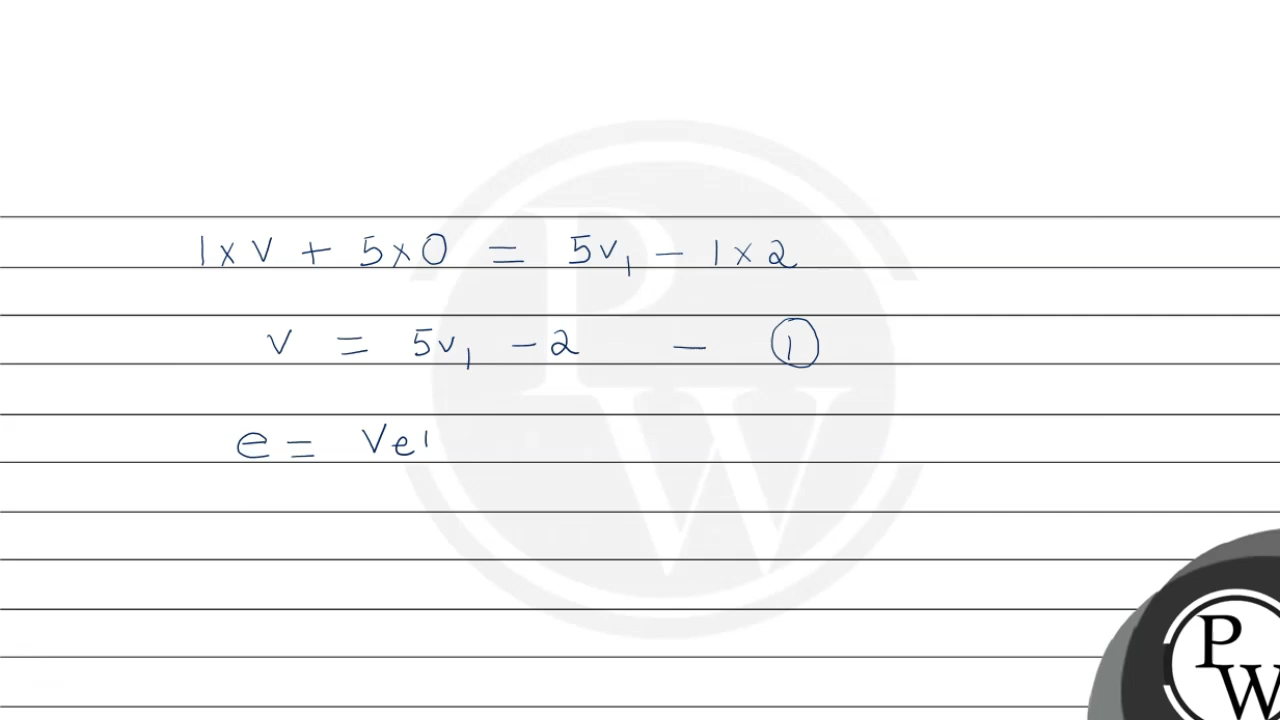 1 × v + 5 × 0 = 5v₁ − 1 × 2
v = 5v₁ − 2 — ①
e = Vel
P
W
P
W